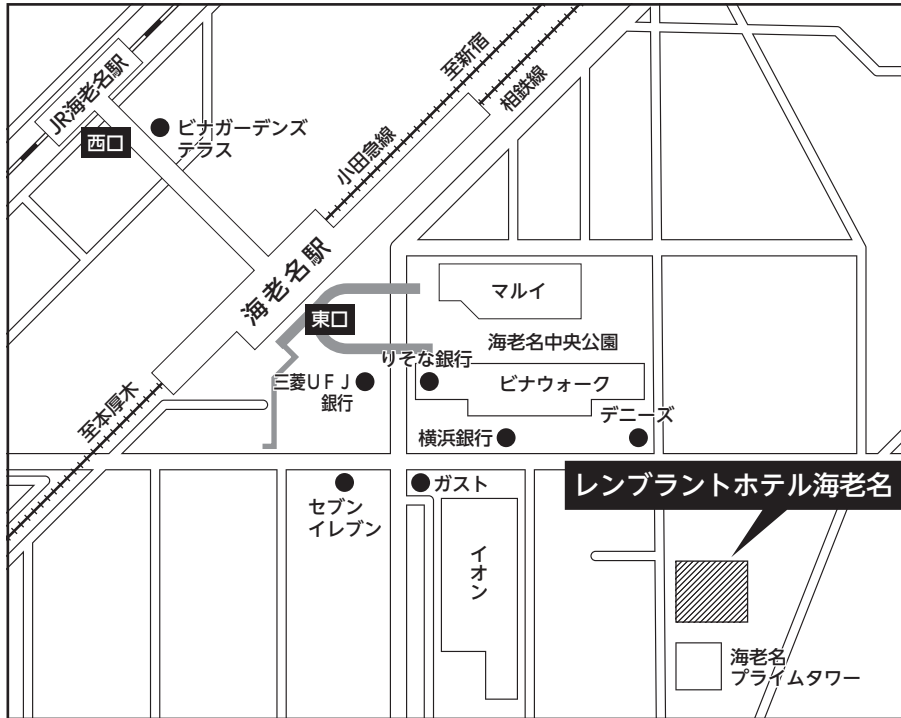 至新宿
相鉄線
JR海老名駅
西口
ビナガーデンズ
テラス
小田急線
海老名駅
東口
マルイ
海老名中央公園
りそな銀行
三菱UFJ
銀行
ビナウォーク
デニーズ
横浜銀行
至本厚木
セブン
イレブン
ガスト
レンブラントホテル海老名
イオン
海老名
プライムタワー